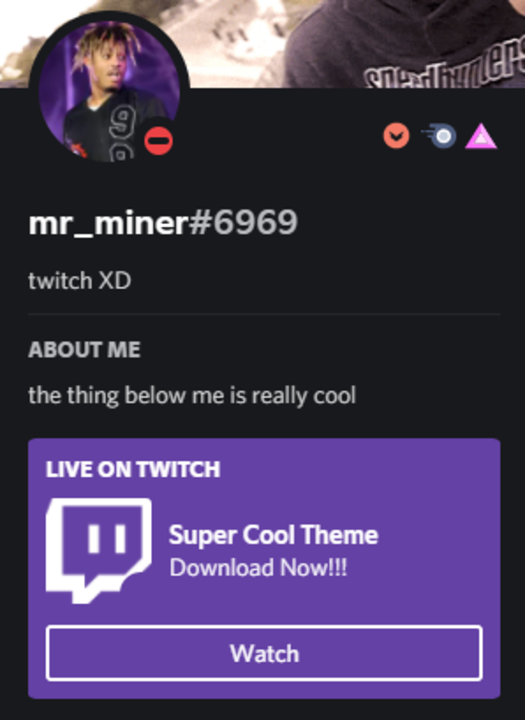 speedhunters
mr_miner#6969
twitch XD
ABOUT ME
the thing below me is really cool
LIVE ON TWITCH
Super Cool Theme
Download Now!!!
Watch